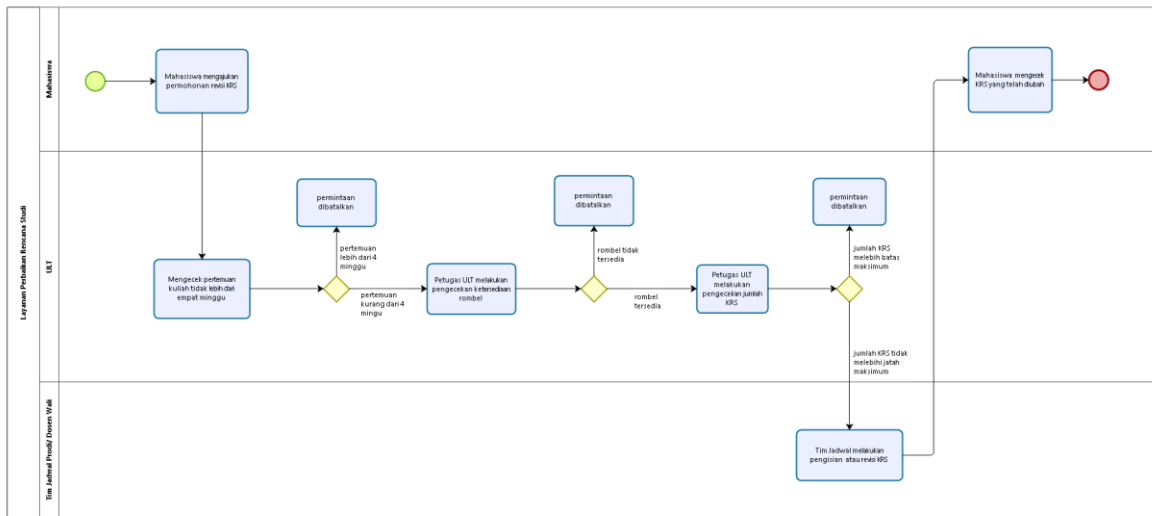 Layanan Perbaikan Rencana Studi
Mahasiswa
Mahasiswa mengajukan
permohonan revisi KRS
Mahasiswa mengecek
KRS yang telah diubah
ULT
permintaan
dibatalkan
permintaan
dibatalkan
permintaan
dibatalkan
pertemuan
lebih dari 4
minggu
rombel tidak
tersedia
jumlah KRS
melebih batas
maksimum
Mengecek pertemuan
kuliah tidak lebih dari
empat minggu
pertemuan
kurang dari 4
mingu
Petugas ULT melakukan
pengecekan ketersediaan
rombel
rombel
tersedia
Petugas ULT
melakukan
pengecekan jumlah
KRS
jumlah KRS tidak
melebihi jatah
maksimum
Tim Jadwal Prodi/ Dosen Wali
Tim Jadwal melakukan
pengisian atau revisi KRS